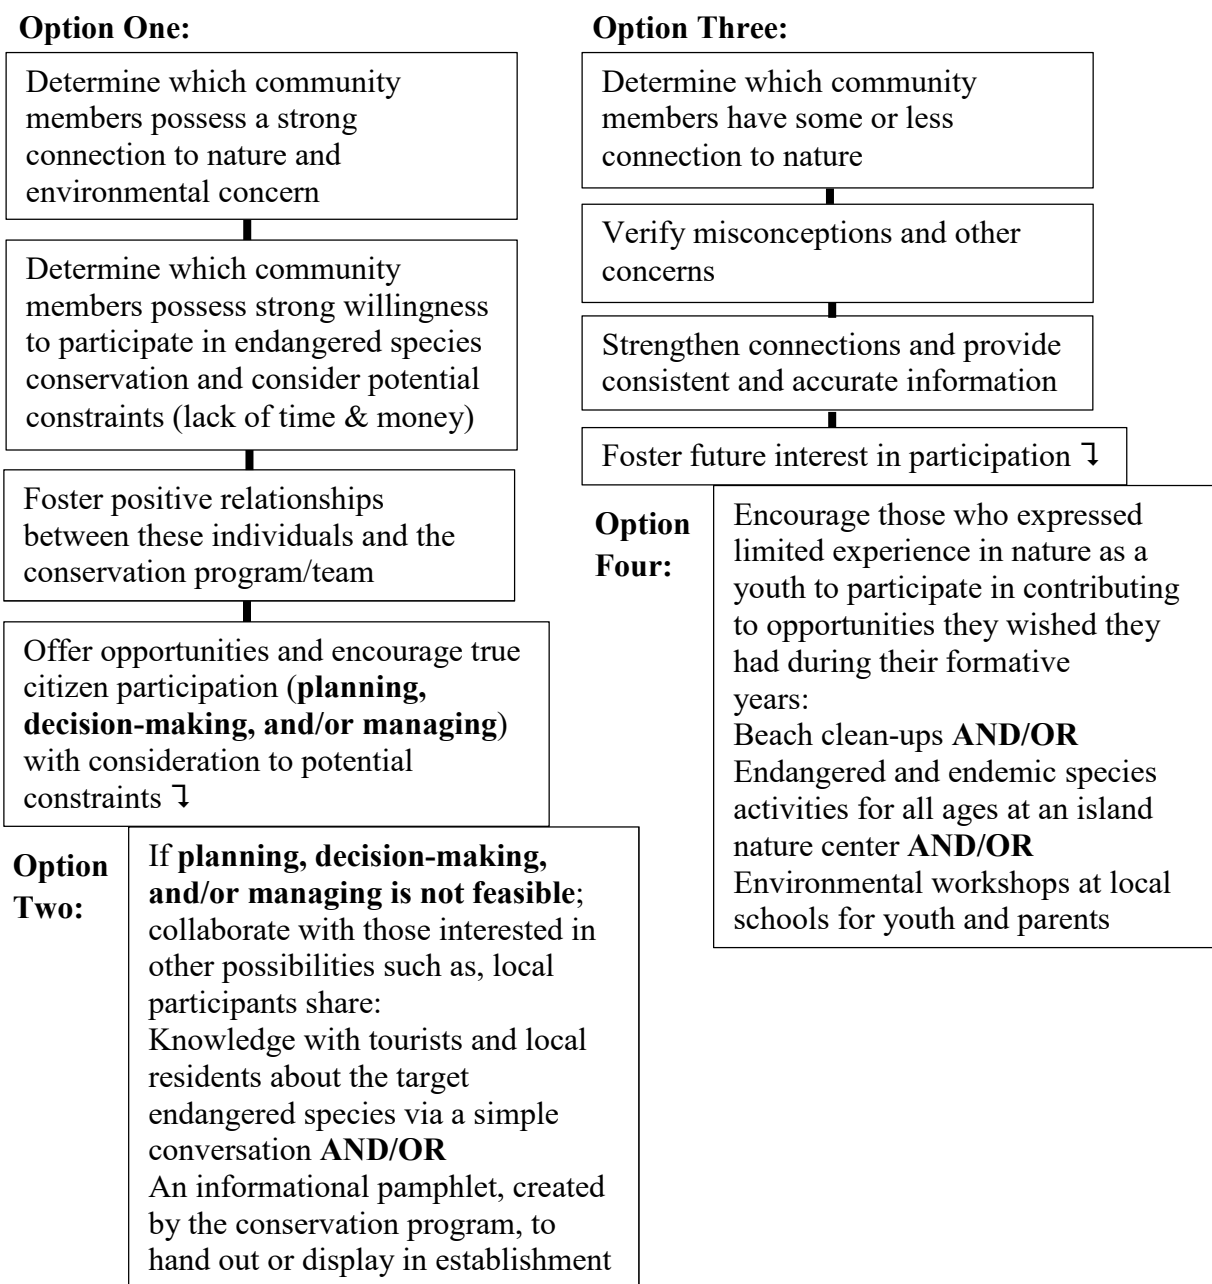 Option One:
Determine which community
members possess a strong
connection to nature and
environmental concern
Determine which community
members possess strong willingness
to participate in endangered species
conservation and consider potential
constraints (lack of time & money)
Foster positive relationships
between these individuals and the
conservation program/team
Offer opportunities and encourage true
citizen participation (planning,
decision-making, and/or managing)
with consideration to potential
constraints ↴
Option
Two:
If planning, decision-making,
and/or managing is not feasible;
collaborate with those interested in
other possibilities such as, local
participants share:
Knowledge with tourists and local
residents about the target
endangered species via a simple
conversation AND/OR
An informational pamphlet, created
by the conservation program, to
hand out or display in establishment
Option Three:
Determine which community
members have some or less
connection to nature
Verify misconceptions and other
concerns
Strengthen connections and provide
consistent and accurate information
Foster future interest in participation ↴
Option
Four:
Encourage those who expressed
limited experience in nature as a
youth to participate in contributing
to opportunities they wished they
had during their formative
years:
Beach clean-ups AND/OR
Endangered and endemic species
activities for all ages at an island
nature center AND/OR
Environmental workshops at local
schools for youth and parents